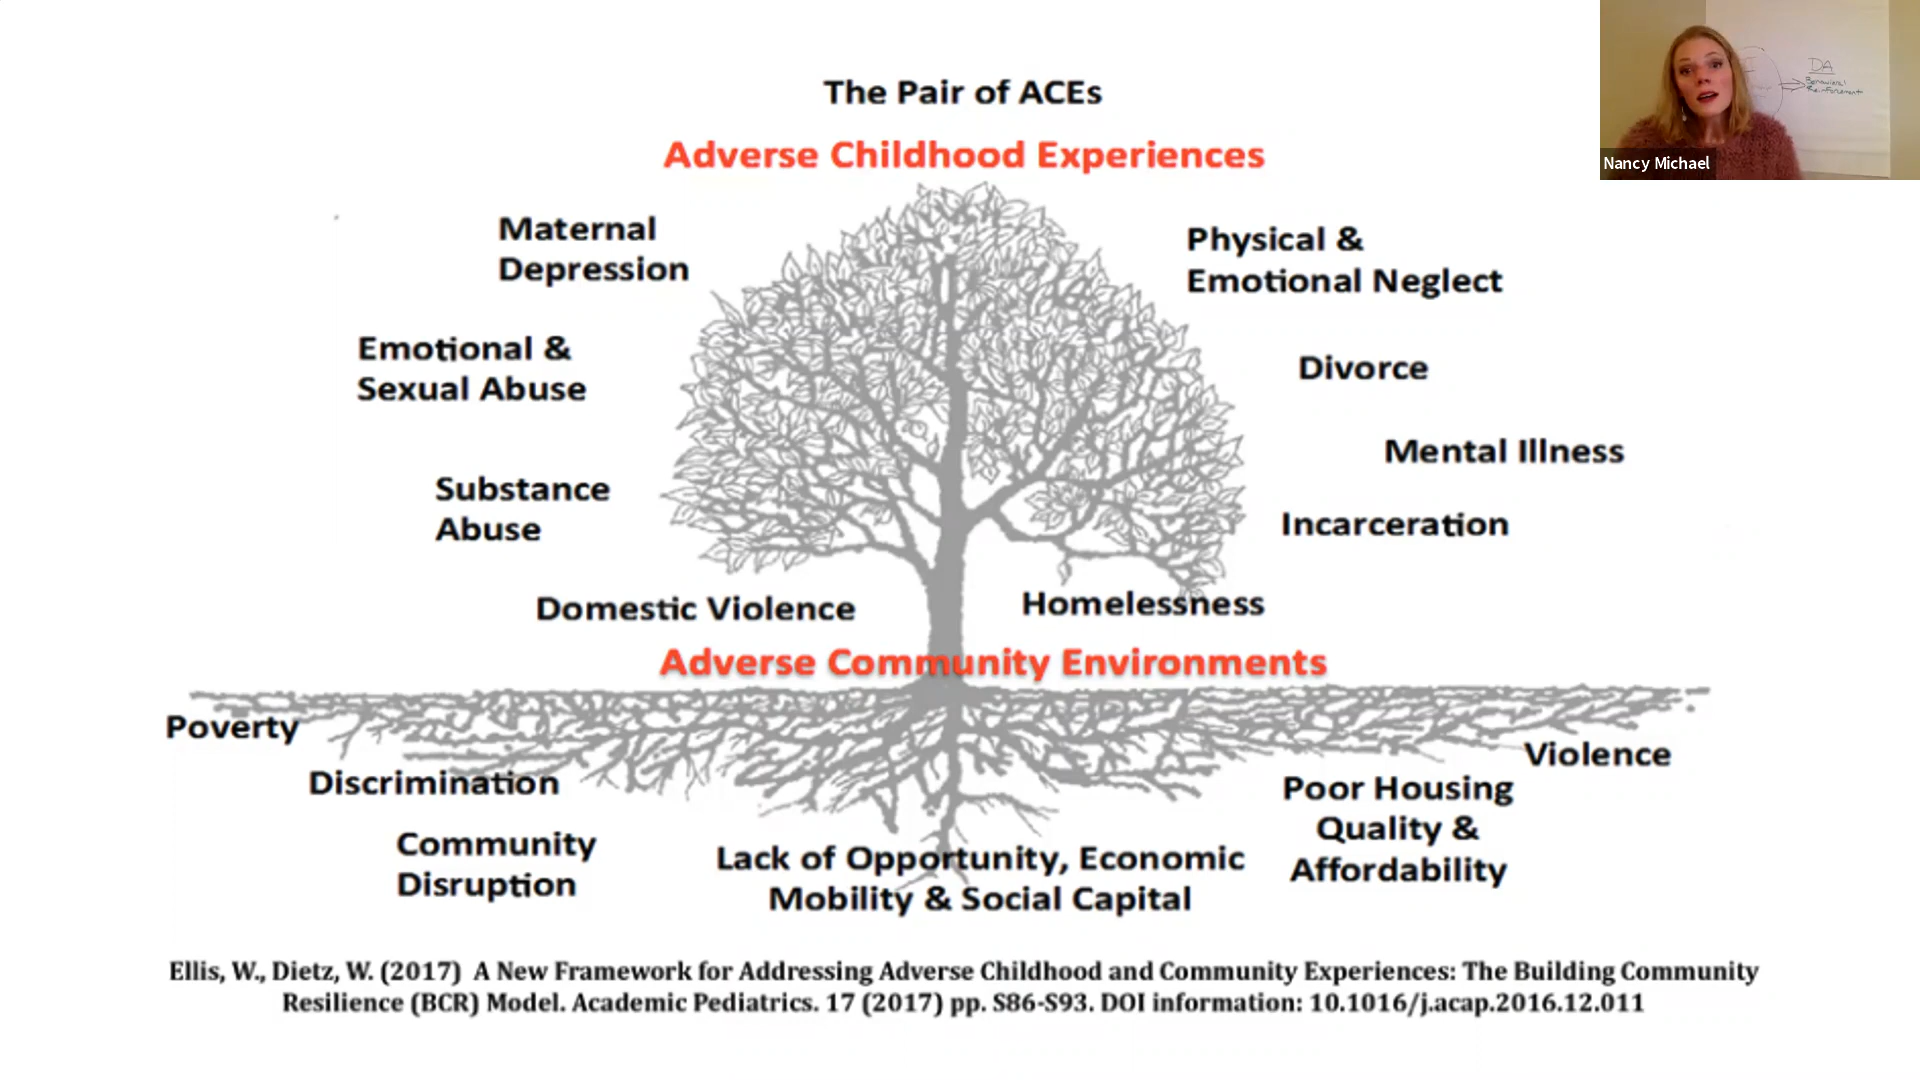 The Pair of ACEs
Adverse Childhood Experiences
Maternal
Depression
Physical &
Emotional Neglect
Emotional &
Sexual Abuse
Divorce
Mental Illness
Substance
Abuse
Incarceration
Domestic Violence
Homelessness
Adverse Community Environments
Poverty
Violence
Discrimination
Poor Housing
Quality &
Affordability
Community
Disruption
Lack of Opportunity, Economic
Mobility & Social Capital
Ellis, W., Dietz, W. (2017)  A New Framework for Addressing Adverse Childhood and Community Experiences: The Building Community
Resilience (BCR) Model. Academic Pediatrics. 17 (2017) pp. S86-S93. DOI information: 10.1016/j.acap.2016.12.011
DA
Behavioral
Reinforcement
Nancy Michael